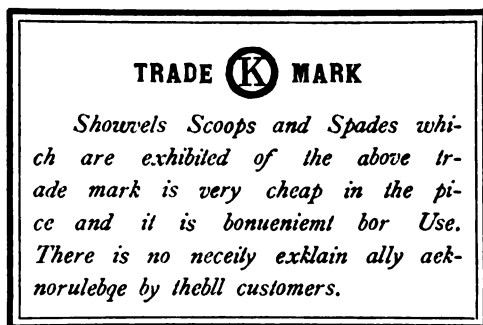 TRADE K MARK
Showvels Scoops and Spades whi-
ch are exhibited of the above tr-
ade mark is very cheap in the pi-
ce and it is bonueniemt bor Use.
There is no neceily exklain ally aek-
norulebqe by thebll customers.